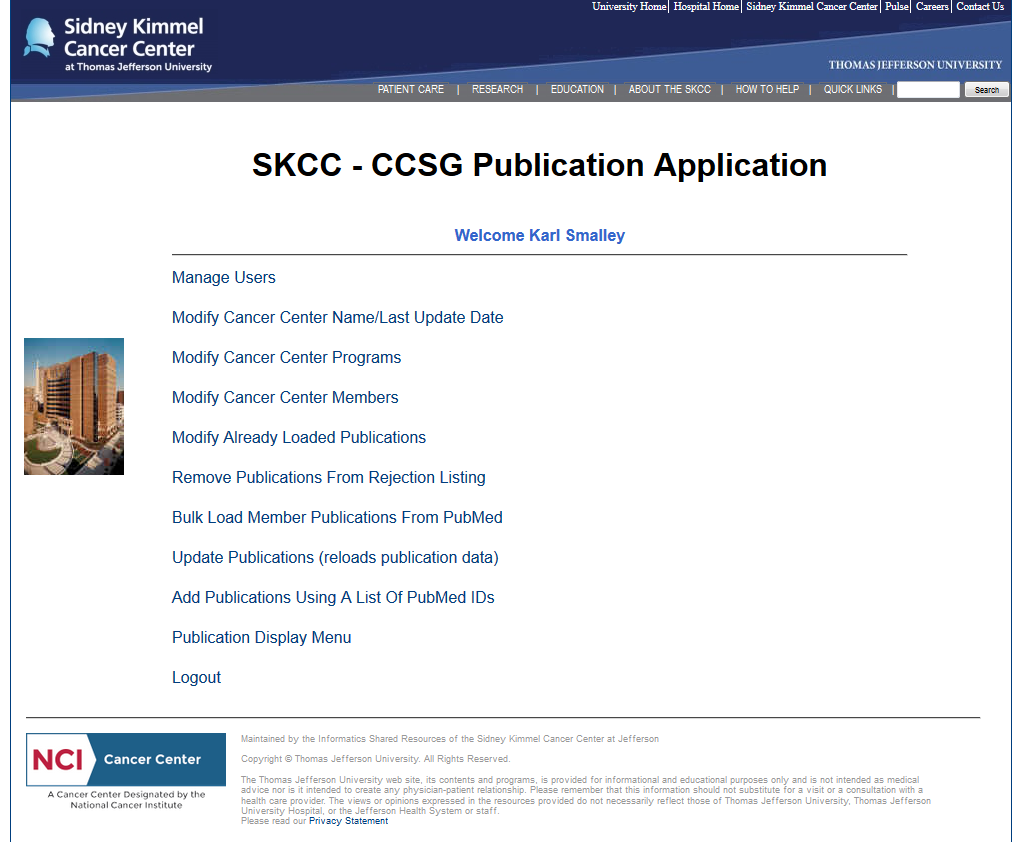 University Home| Hospital Home| Sidney Kimmel Cancer Center| Pulse| Careers| Contact Us
Sidney Kimmel
Cancer Center
at Thomas Jefferson University
THOMAS JEFFERSON UNIVERSITY
PATIENT CARE | RESEARCH | EDUCATION | ABOUT THE SKCC | HOW TO HELP | QUICK LINKS | Search
SKCC - CCSG Publication Application
Welcome Karl Smalley
Manage Users
Modify Cancer Center Name/Last Update Date
Modify Cancer Center Programs
Modify Cancer Center Members
Modify Already Loaded Publications
Remove Publications From Rejection Listing
Bulk Load Member Publications From PubMed
Update Publications (reloads publication data)
Add Publications Using A List Of PubMed IDs
Publication Display Menu
Logout
NCI Cancer Center
A Cancer Center Designated by the
National Cancer Institute
Maintained by the Informatics Shared Resources of the Sidney Kimmel Cancer Center at Jefferson
Copyright © Thomas Jefferson University. All Rights Reserved.
The Thomas Jefferson University web site, its contents and programs, is provided for informational and educational purposes only and is not intended as medical
advice nor is it intended to create any physician-patient relationship. Please remember that this information should not substitute for a visit or a consultation with a
health care provider. The views or opinions expressed in the resources provided do not necessarily reflect those of Thomas Jefferson University, Thomas Jefferson
University Hospital, or the Jefferson Health System or staff.
Please read our Privacy Statement